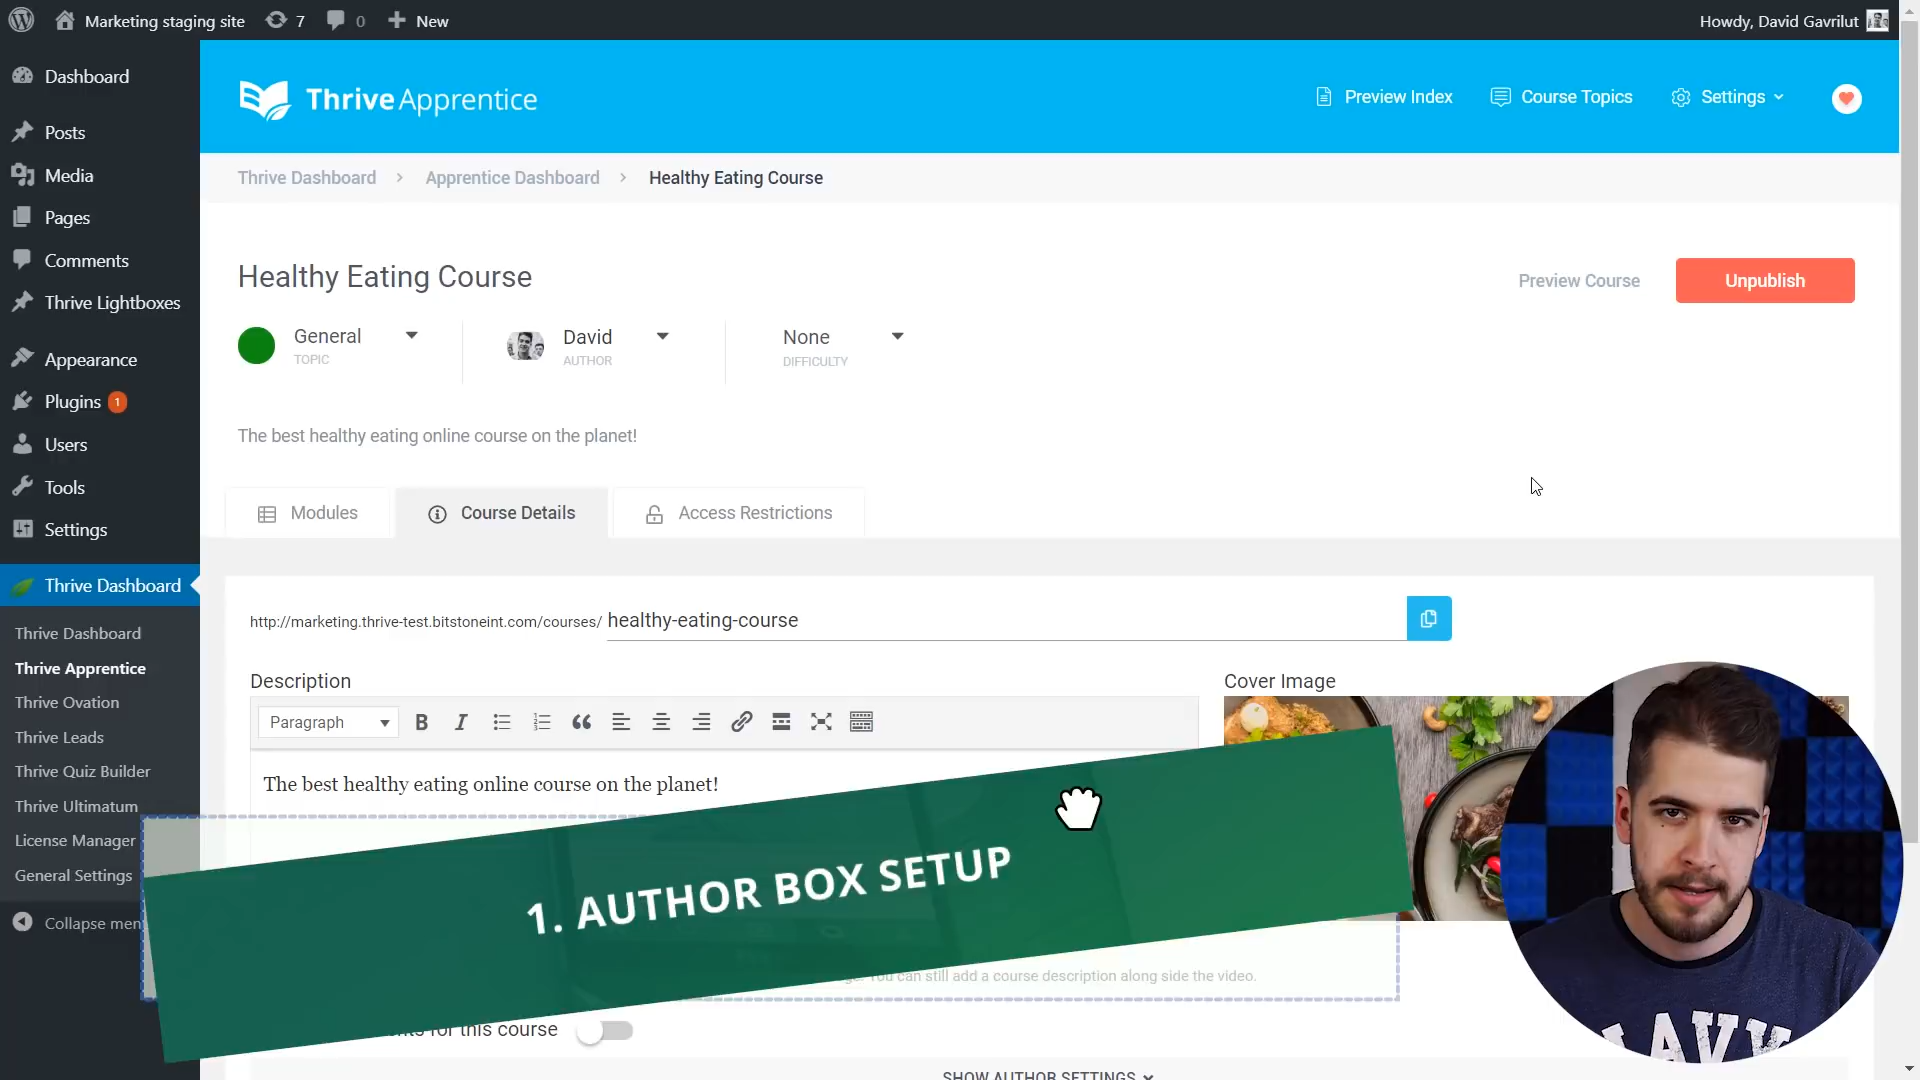 Marketing staging site 7 0 New Howdy, David Gavrilut
Dashboard
Posts
Media
Pages
Comments
Thrive Lightboxes
Appearance
Plugins 1
Users
Tools
Settings
Thrive Dashboard
Thrive Dashboard
Thrive Apprentice
Thrive Ovation
Thrive Leads
Thrive Quiz Builder
Thrive Ultimatum
License Manager
General Settings
Collapse men
Thrive Apprentice
Preview Index Course Topics Settings
Thrive Dashboard > Apprentice Dashboard > Healthy Eating Course
Healthy Eating Course
Preview Course Unpublish
General
TOPIC
David
AUTHOR
None
DIFFICULTY
The best healthy eating online course on the planet!
Modules Course Details Access Restrictions
http://marketing.thrive-test.bitstoneint.com/courses/ healthy-eating-course
Description
Cover Image
Paragraph
The best healthy eating online course on the planet!
1. AUTHOR BOX SETUP
can still add a course description along side the video.
for this course
SHOW AUTHOR SETTINGS